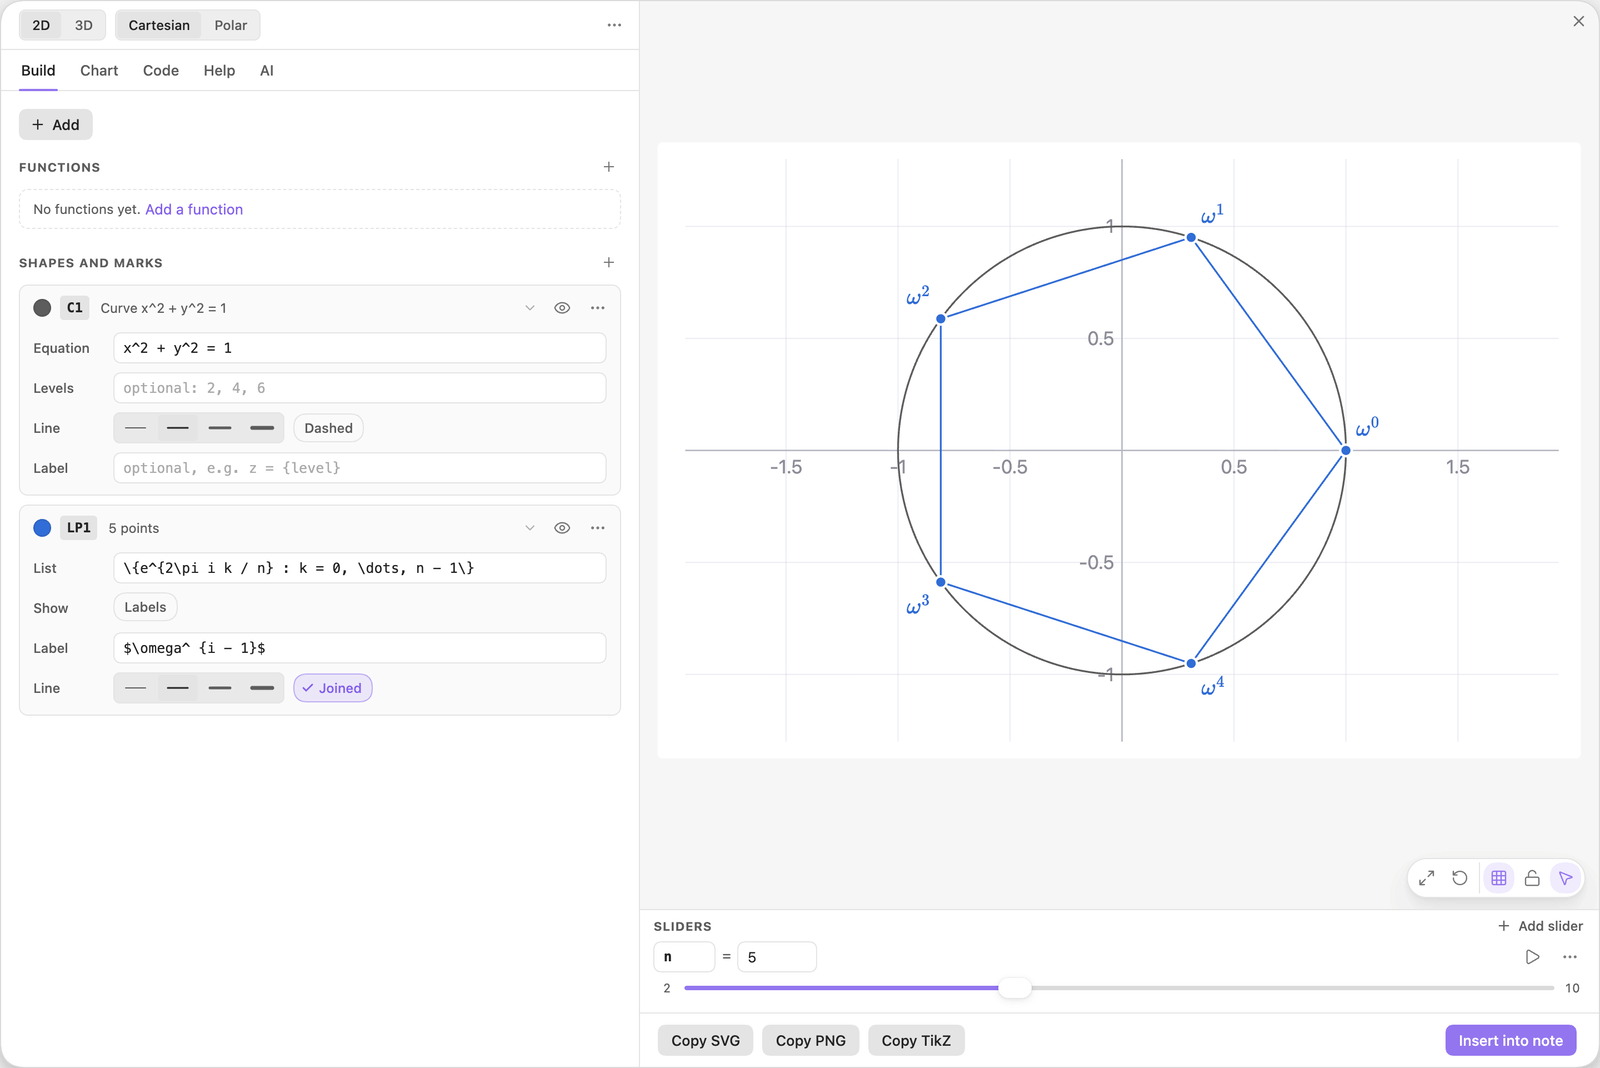 2D 3D Cartesian Polar ...
Build Chart Code Help AI
+ Add
FUNCTIONS +
No functions yet. Add a function
SHAPES AND MARKS +
C1 Curve x^2 + y^2 = 1 ...
Equation x^2 + y^2 = 1
Levels optional: 2, 4, 6
Line Dashed
Label optional, e.g. z = {level}
LP1 5 points ...
List \{e^{2\pi i k / n} : k = 0, \dots, n - 1\}
Show Labels
Label $\omega^ {i - 1}$
Line Joined
ω¹
1
ω²
0.5
ω⁰
-1.5 -1 -0.5 0.5 1.5
-0.5
ω³
-1
ω⁴
SLIDERS + Add slider
n = 5 ...
2 10
Copy SVG Copy PNG Copy TikZ Insert into note